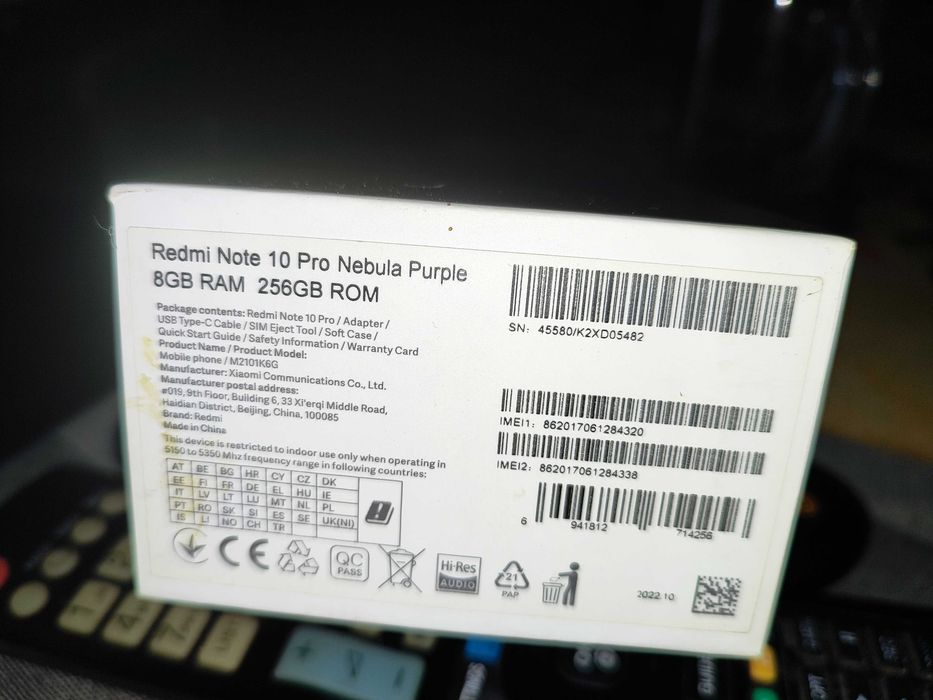 Redmi Note 10 Pro Nebula Purple
8GB RAM 256GB ROM
Package contents: Redmi Note 10 Pro / Adapter /
USB Type-C Cable / SIM Eject Tool / Soft Case /
Quick Start Guide / Safety Information / Warranty Card
Product Name / Product Model:
Mobile phone / M2101K6G
Manufacturer: Xiaomi Communications Co., Ltd.
Manufacturer postal address:
#019, 9th Floor, Building 6, 33 Xi'erqi Middle Road,
Haidian District, Beijing, China, 100085
Brand: Redmi
Made in China
This device is restricted to indoor use only when operating in
5150 to 5350 Mhz frequency range in following countries:
AT BE BG HR CY CZ DK
EE FI FR DE EL HU IE
IT LV LT LU MT NL PL
PT RO SK SI ES SE UK(NI)
IS LI NO CH TR
SN: 45580/K2XD05482
IMEI1: 862017061284320
IMEI2: 862017061284338
6 941812 714256
CE
QC
PASS
Hi-Res
AUDIO
21
PAP
2022.10
1
4
7